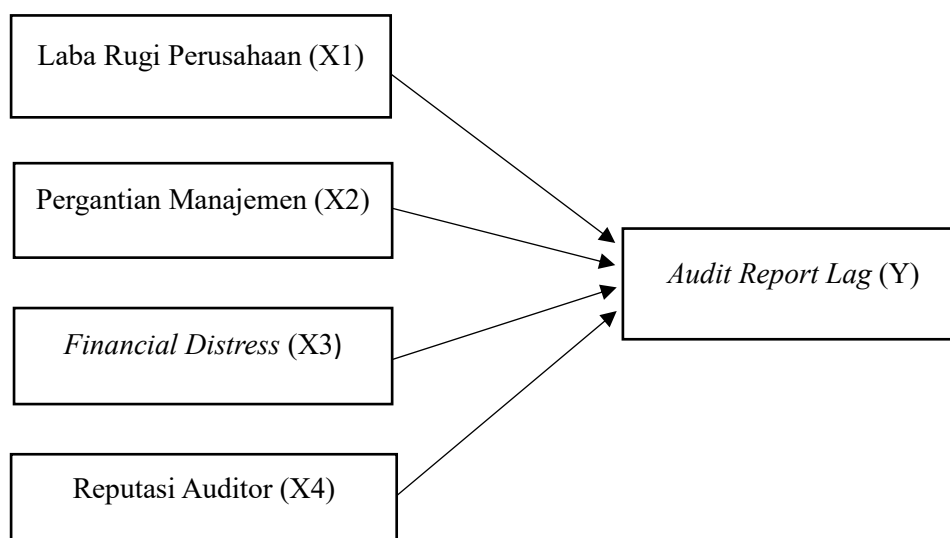 Laba Rugi Perusahaan (X1)
Pergantian Manajemen (X2)
Financial Distress (X3)
Reputasi Auditor (X4)
Audit Report Lag (Y)